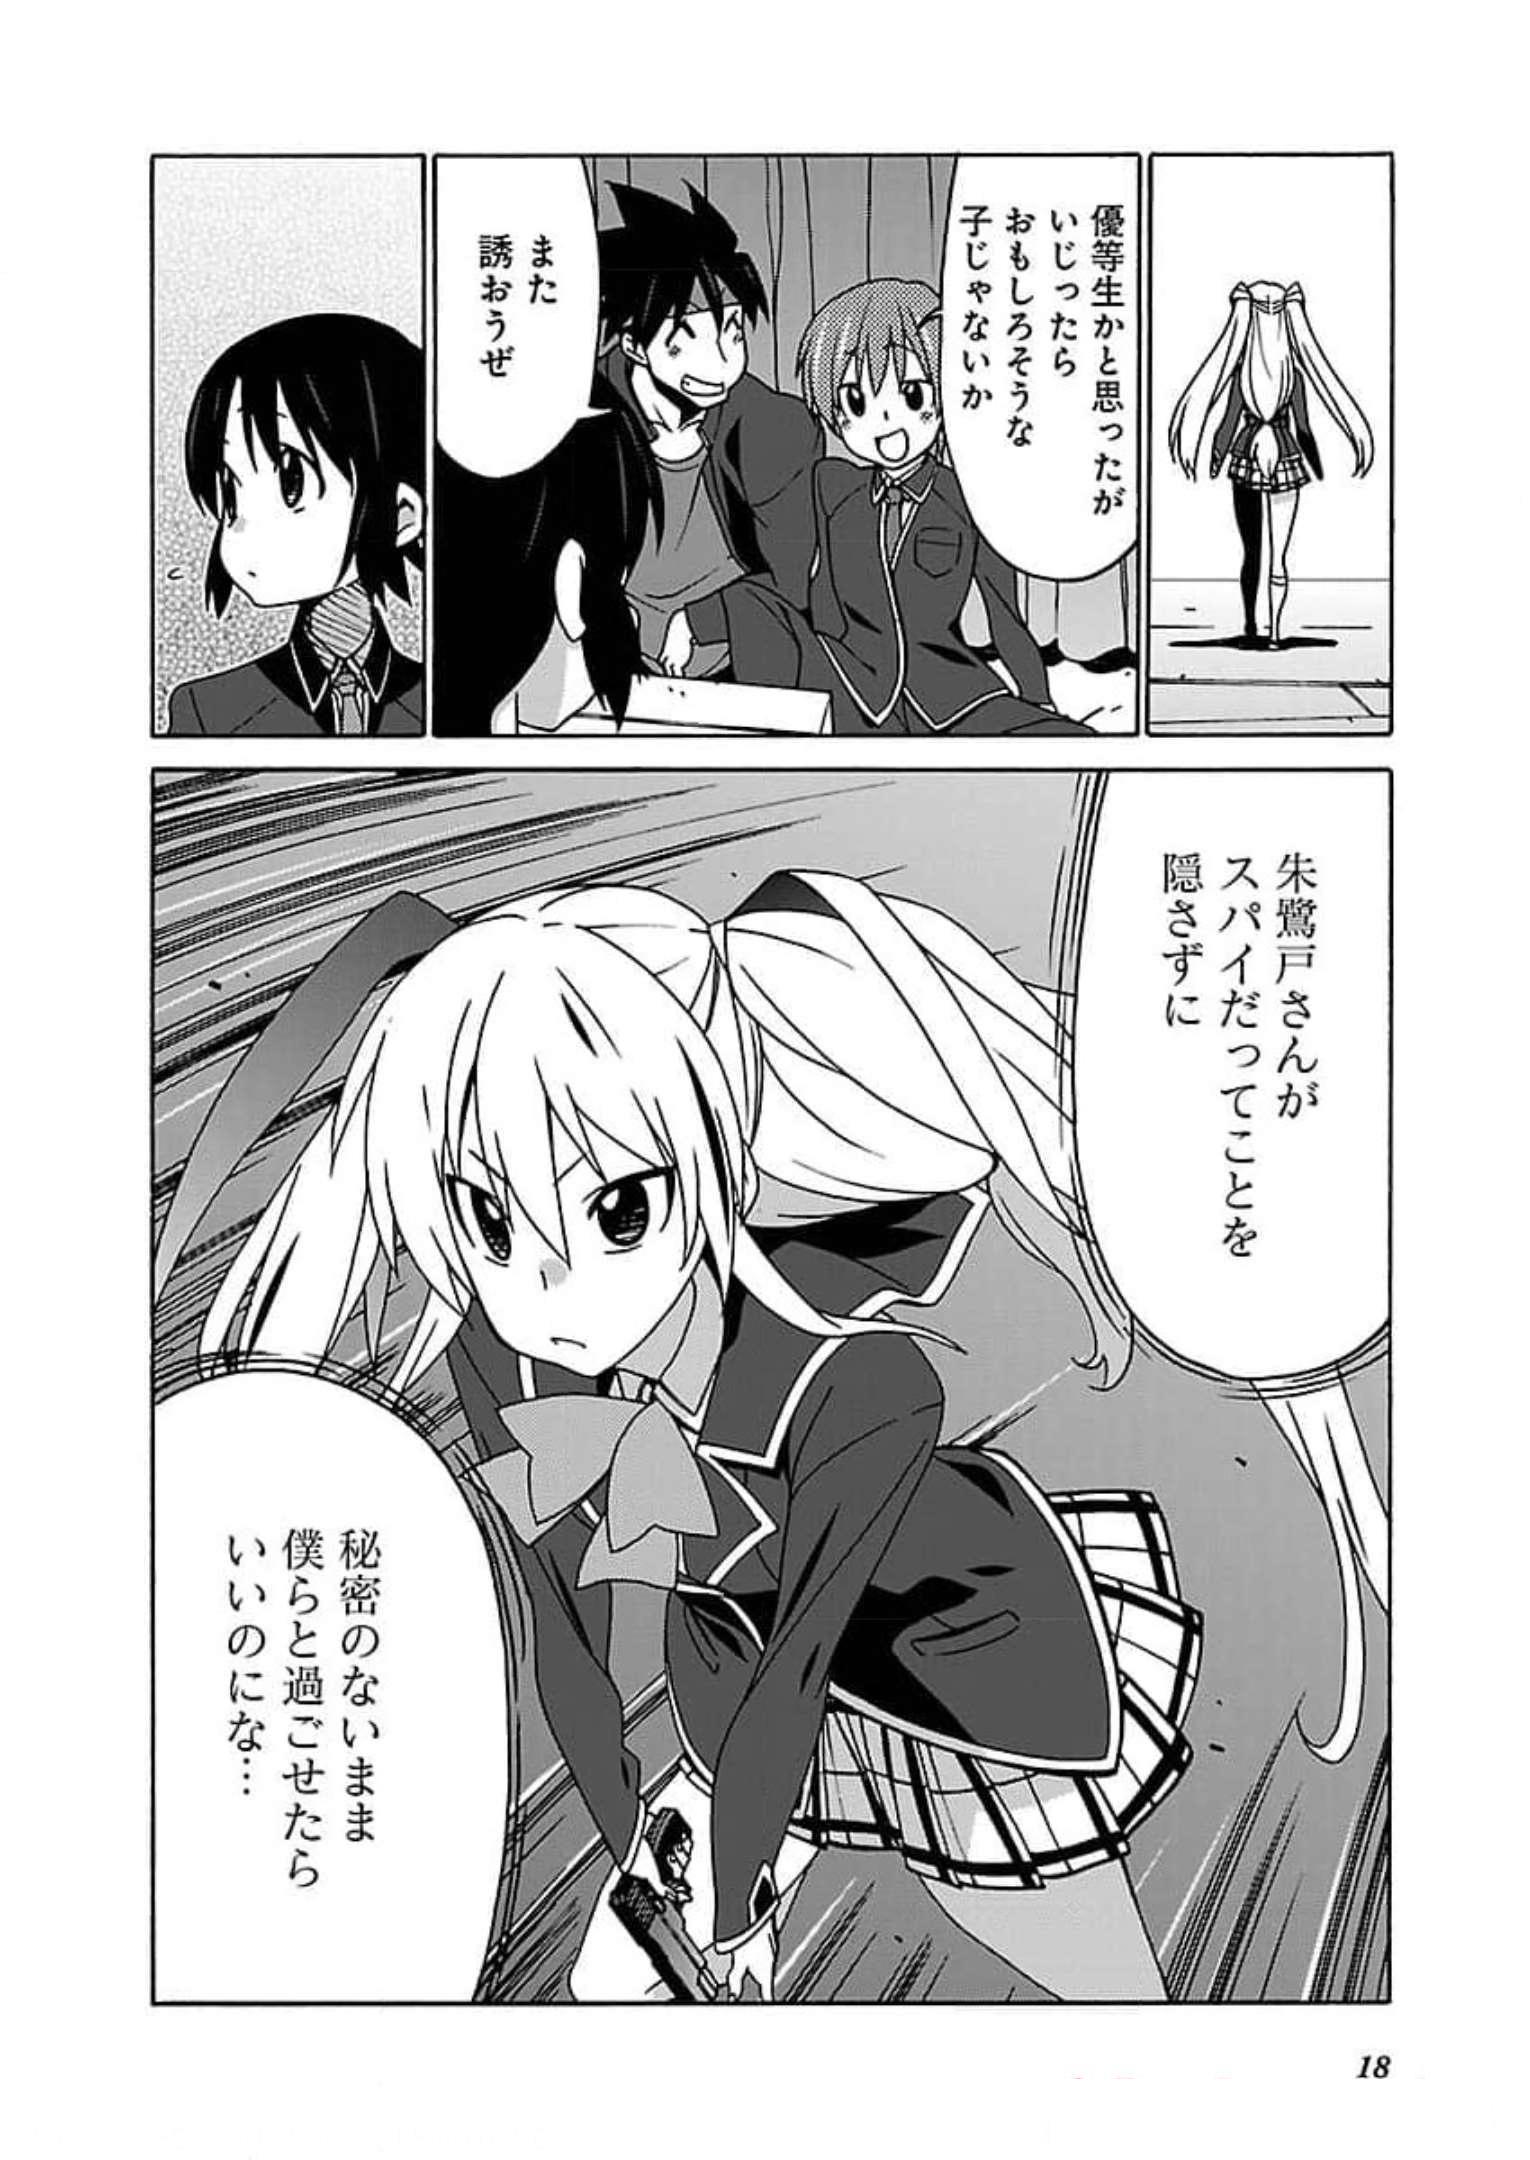 優等生かと思ったが
いじったら
おもしろそうな
子じゃないか
また
誘おうぜ
朱鷺戸さんが
スパイだってことを
隠さずに
秘密のないまま
僕らと過ごせたら
いいのにな…
18